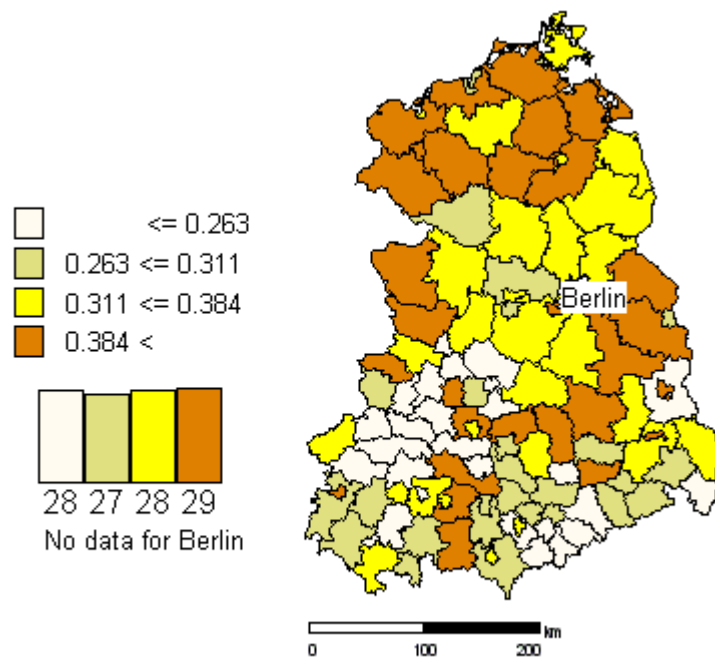 <= 0.263
0.263 <= 0.311
0.311 <= 0.384
0.384 <
Berlin
28 27 28 29
No data for Berlin
km
0 100 200